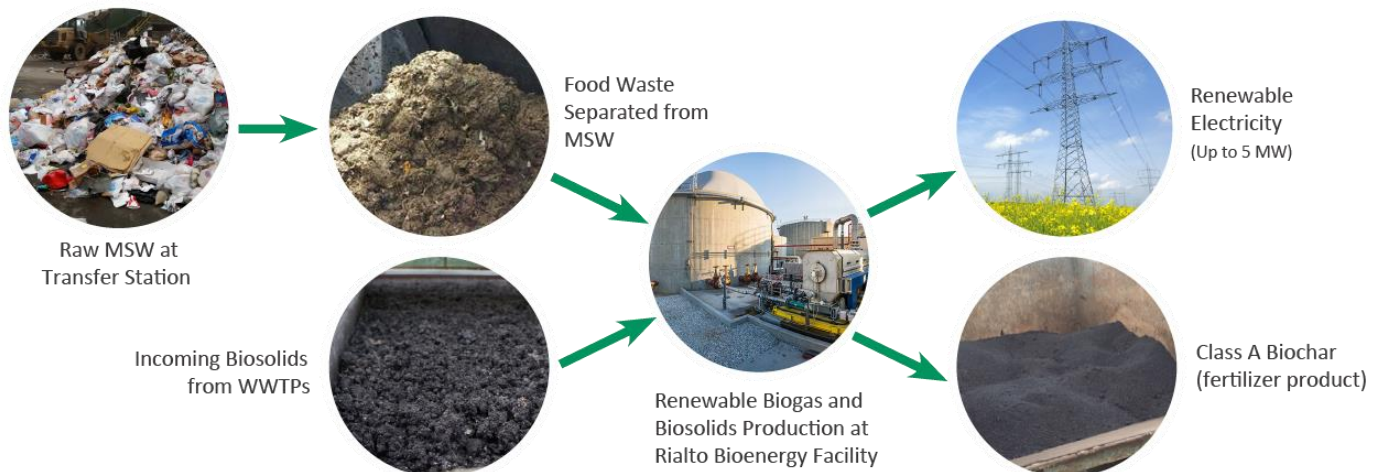 Raw MSW at
Transfer Station
Food Waste
Separated from
MSW
Incoming Biosolids
from WWTPs
Renewable Biogas and
Biosolids Production at
Rialto Bioenergy Facility
Renewable
Electricity
(Up to 5 MW)
Class A Biochar
(fertilizer product)